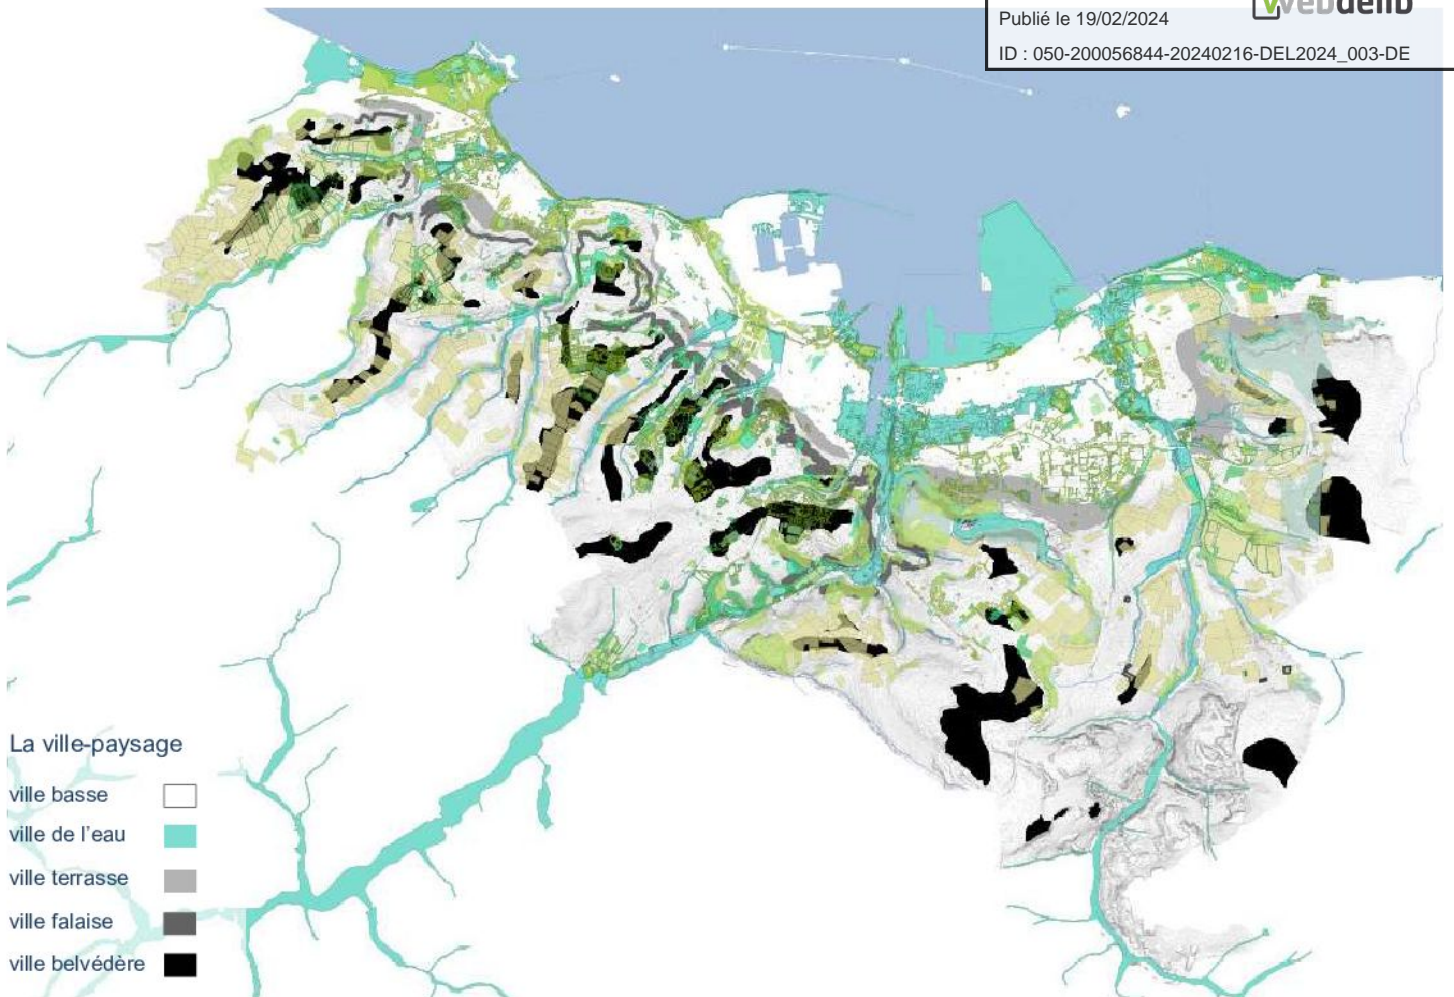 webdelib
Publié le 19/02/2024
ID : 050-200056844-20240216-DEL2024_003-DE
La ville-paysage
ville basse
ville de l'eau
ville terrasse
ville falaise
ville belvédère